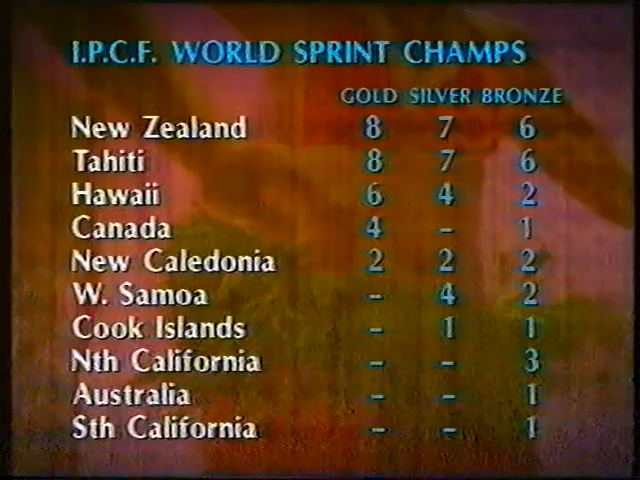 I.P.C.F. WORLD SPRINT CHAMPS
GOLD SILVER BRONZE
New Zealand 8 7 6
Tahiti 8 7 6
Hawaii 6 4 2
Canada 4 - 1
New Caledonia 2 2 2
W. Samoa - 4 2
Cook Islands - 1 1
Nth California - - 3
Australia - - 1
Sth California - - 1